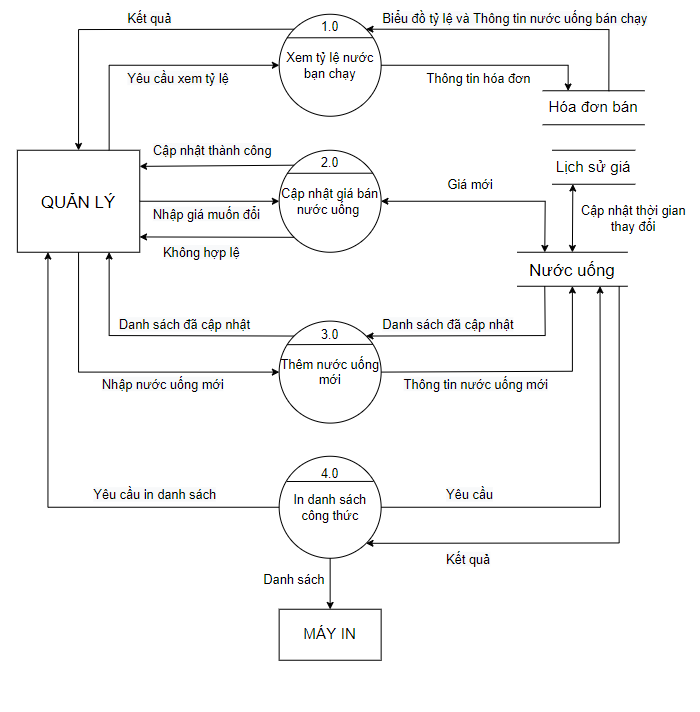 Kết quả
1.0
Biểu đồ tỷ lệ và Thông tin nước uống bán chạy
Xem tỷ lệ nước
bạn chạy
Yêu cầu xem tỷ lệ
Thông tin hóa đơn
Hóa đơn bán
Cập nhật thành công
2.0
Lịch sử giá
QUẢN LÝ
Cập nhật giá bán
nước uống
Giá mới
Nhập giá muốn đổi
Cập nhật thời gian
thay đổi
Không hợp lệ
Nước uống
Danh sách đã cập nhật
3.0
Danh sách đã cập nhật
Thêm nước uống
mới
Nhập nước uống mới
Thông tin nước uống mới
4.0
Yêu cầu in danh sách
In danh sách
công thức
Yêu cầu
Kết quả
Danh sách
MÁY IN